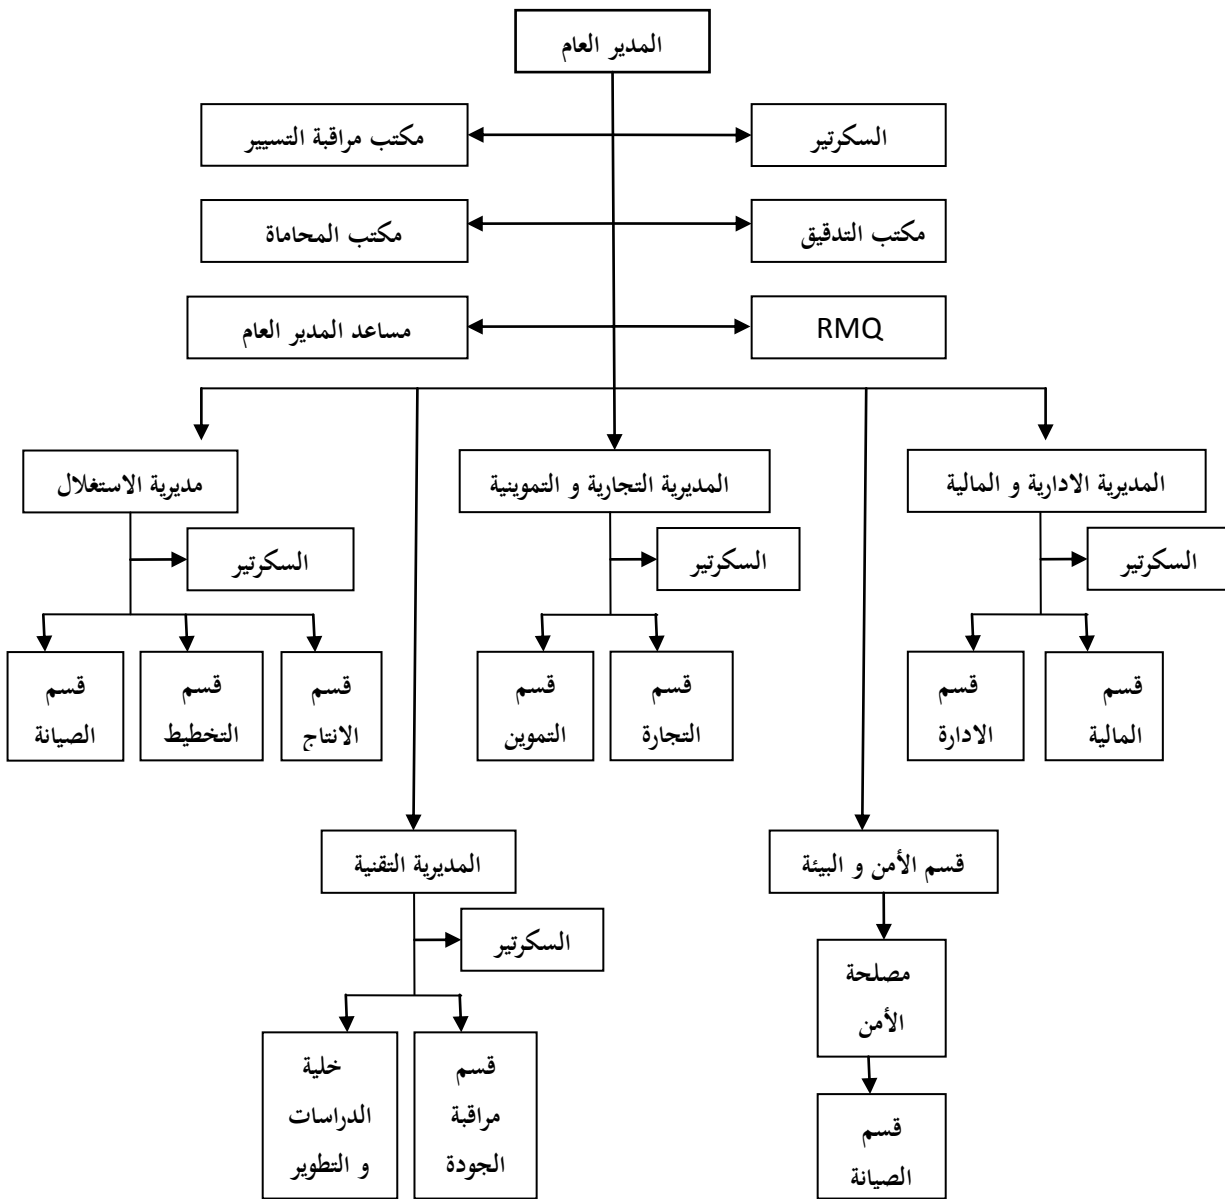 المدير العام
السكرتير
مكتب مراقبة التسيير
مكتب التدقيق
مكتب المحاماة
RMQ
مساعد المدير العام
المديرية الادارية و المالية
المديرية التجارية و التموينية
مديرية الاستغلال
السكرتير
السكرتير
السكرتير
قسم
المالية
قسم
الادارة
قسم
التجارة
قسم
التموين
قسم
الانتاج
قسم
التخطيط
قسم
الصيانة
قسم الأمن و البيئة
المديرية التقنية
السكرتير
مصلحة
الأمن
قسم
الصيانة
قسم
مراقبة
الجودة
خلية
الدراسات
و التطوير